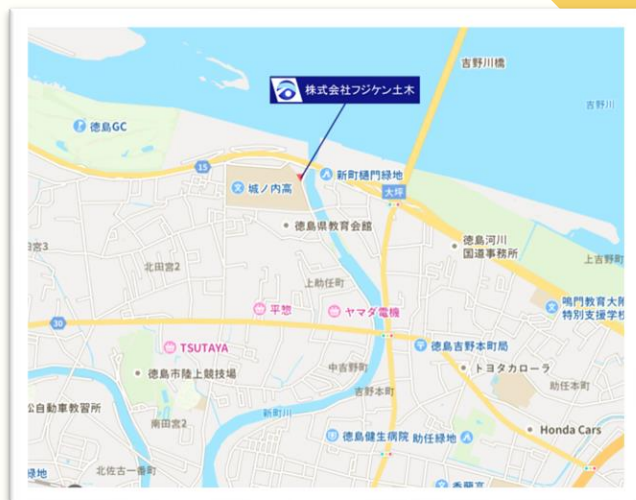 吉野川橋
株式会社フジケン土木
吉野川
徳島GC
15
新町樋門緑地
城ノ内高
大坪
徳島県教育会館
徳島河川
国道事務所
宮3
北田宮2
上吉野町
上助任町
鳴門教育大附
特別支援学校
平惣
ヤマダ電機
30
TSUTAYA
徳島吉野本町局
トヨタカローラ
中吉野町
徳島市陸上競技場
吉野本町
助任本町
松自動車教習所
新町川
南田宮2
徳島健生病院
助任緑地
Honda Cars
北佐古一番町
緑地